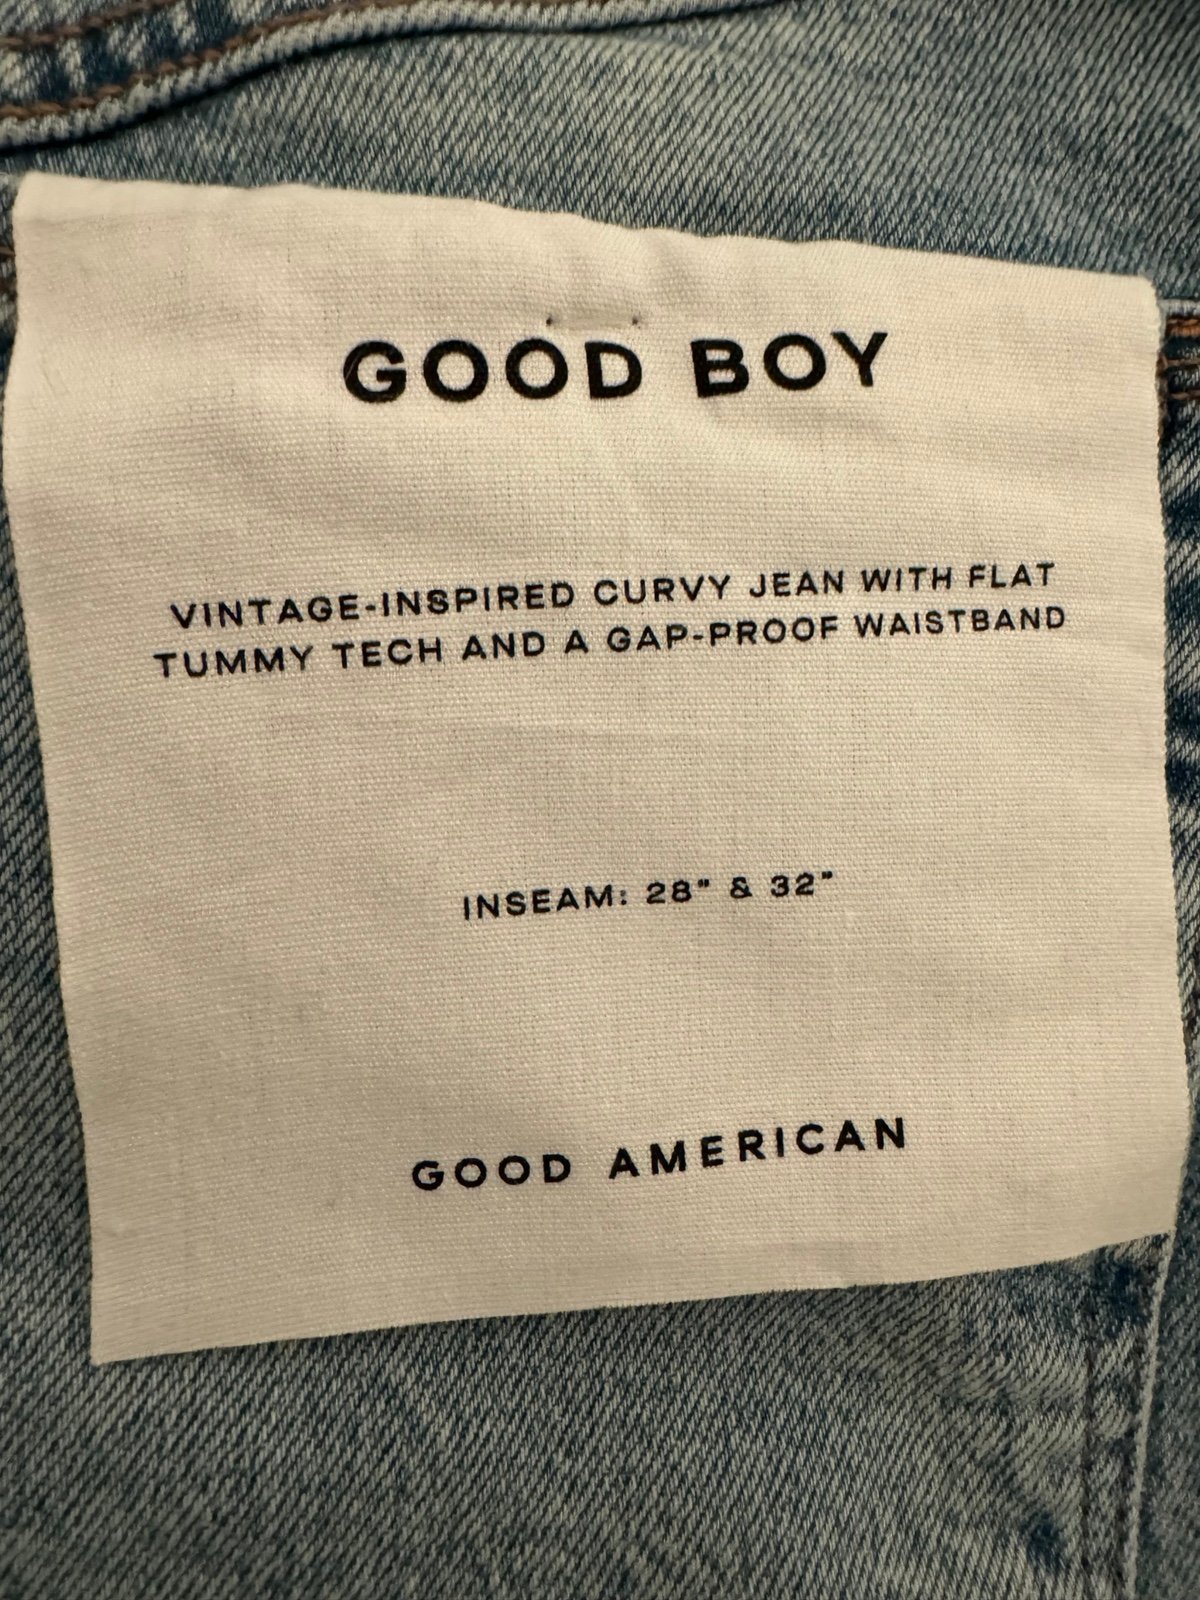 GOOD BOY
VINTAGE-INSPIRED CURVY JEAN WITH FLAT
TUMMY TECH AND A GAP-PROOF WAISTBAND
INSEAM: 28" & 32"
GOOD AMERICAN